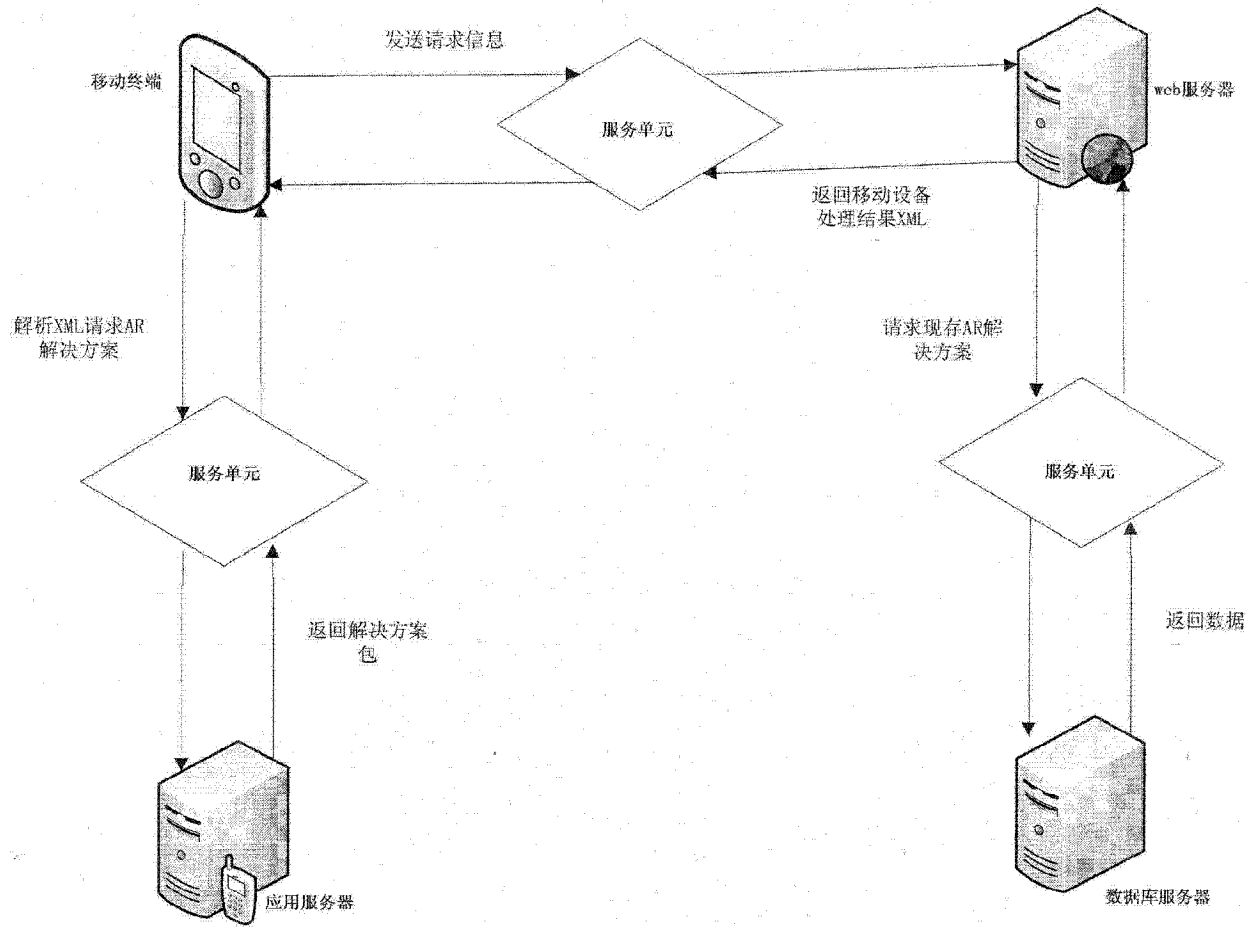 发送请求信息
移动终端
web服务器
服务单元
返回移动设备
处理结果XML
解析XML请求AR
解决方案
请求现存AR解
决方案
服务单元
服务单元
返回解决方案
包
返回数据
应用服务器
数据库服务器